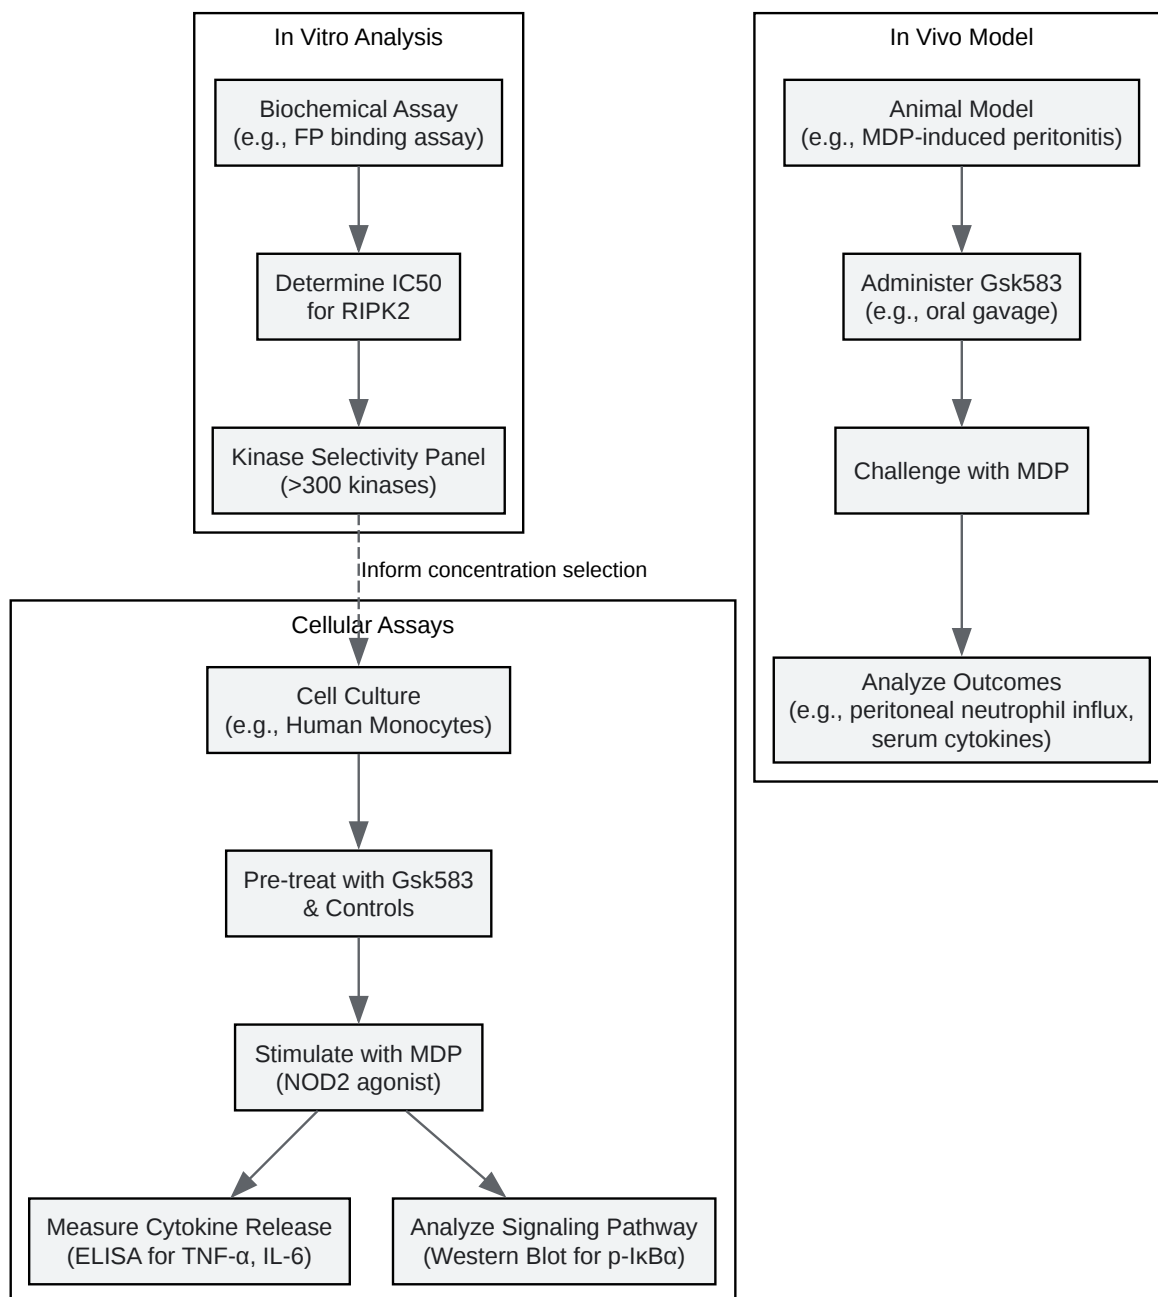 In Vitro Analysis
Biochemical Assay
(e.g., FP binding assay)
Determine IC50
for RIPK2
Kinase Selectivity Panel
(>300 kinases)
Inform concentration selection
Cellular Assays
Cell Culture
(e.g., Human Monocytes)
Pre-treat with Gsk583
& Controls
Stimulate with MDP
(NOD2 agonist)
Measure Cytokine Release
(ELISA for TNF-α, IL-6)
Analyze Signaling Pathway
(Western Blot for p-IκBα)
In Vivo Model
Animal Model
(e.g., MDP-induced peritonitis)
Administer Gsk583
(e.g., oral gavage)
Challenge with MDP
Analyze Outcomes
(e.g., peritoneal neutrophil influx,
serum cytokines)